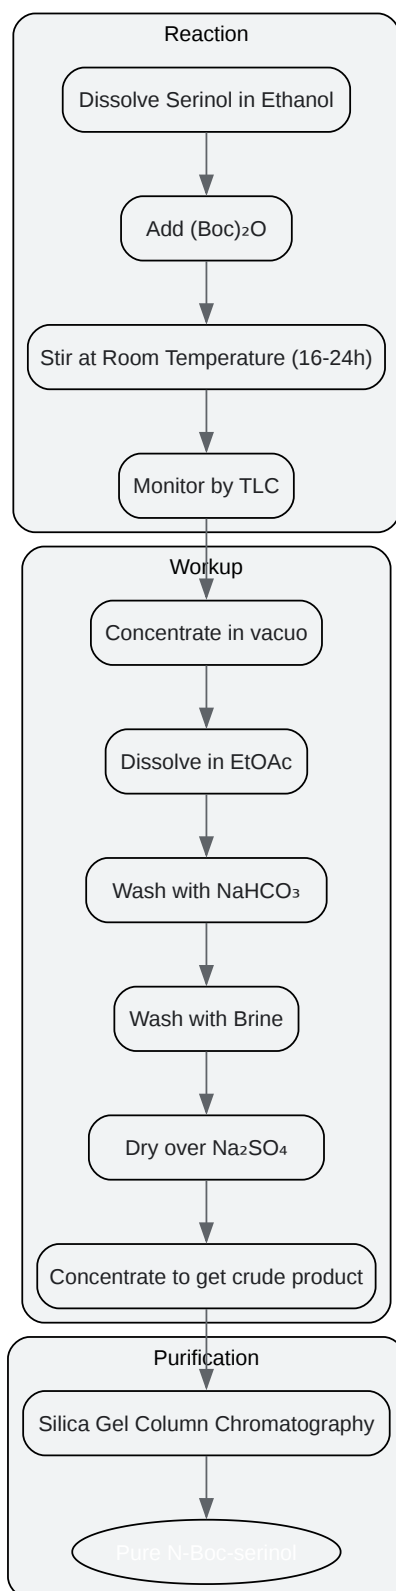 Reaction
Dissolve Serinol in Ethanol
Add (Boc)₂O
Stir at Room Temperature (16-24h)
Monitor by TLC
Workup
Concentrate in vacuo
Dissolve in EtOAc
Wash with NaHCO₃
Wash with Brine
Dry over Na₂SO₄
Concentrate to get crude product
Purification
Silica Gel Column Chromatography
Pure N-Boc-serinol